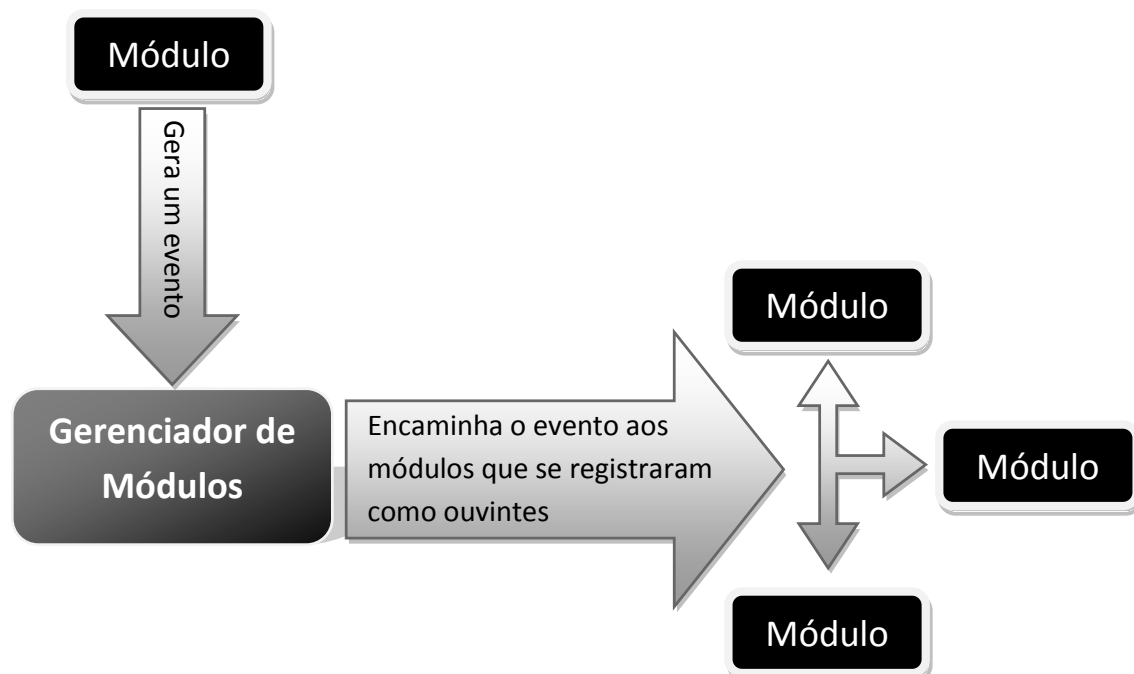 Módulo
Gera um evento
Módulo
Gerenciador de
Módulos
Encaminha o evento aos
módulos que se registraram
como ouvintes
Módulo
Módulo